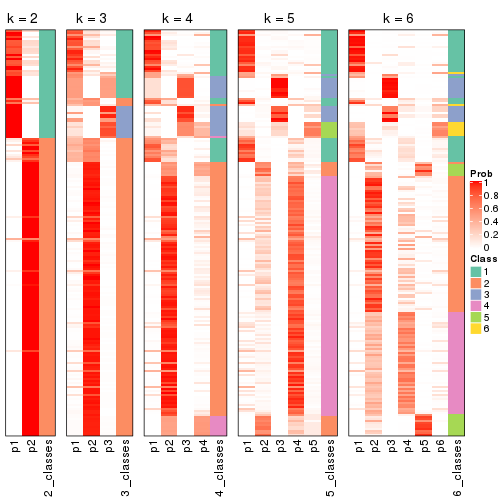 k = 2
k = 3
k = 4
k = 5
k = 6
p1
p2
2_classes
p1
p2
p3
3_classes
p1
p2
p3
p4
4_classes
p1
p2
p3
p4
p5
5_classes
p1
p2
p3
p4
p5
p6
6_classes
Prob
1
0.8
0.6
0.4
0.2
0
Class
1
2
3
4
5
6